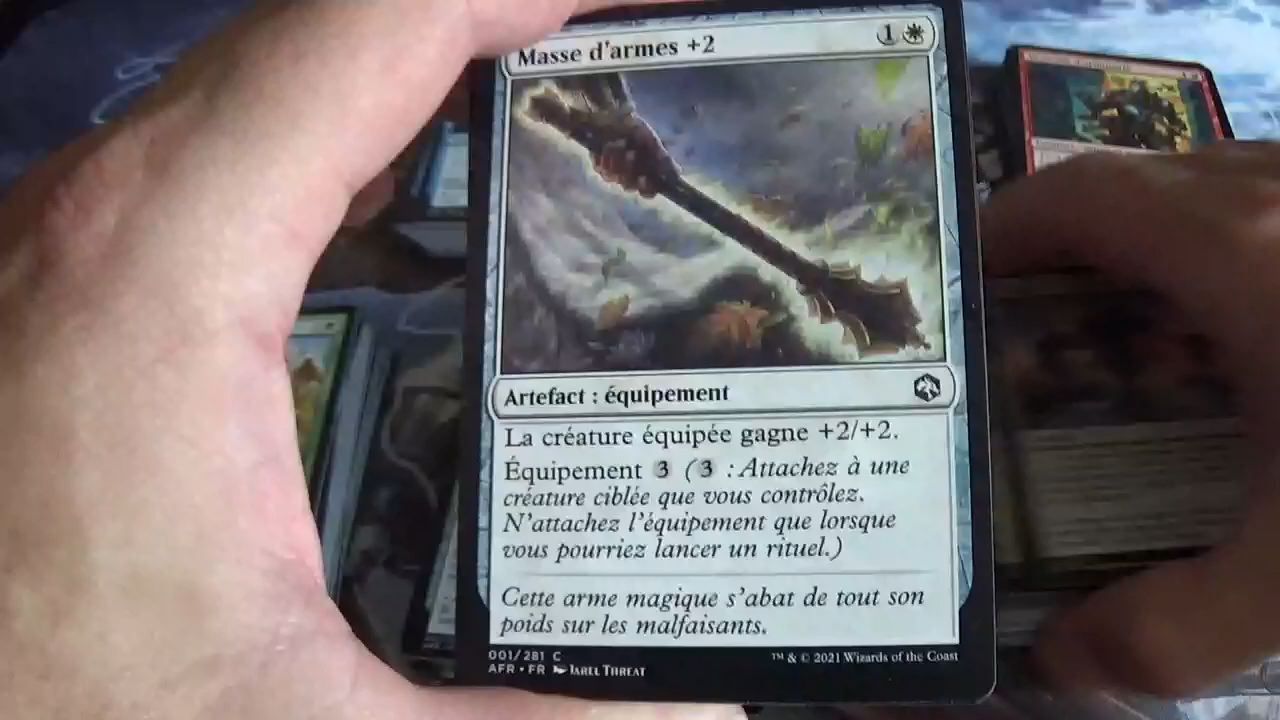 Masse d'armes +2
1
Artefact : équipement
La créature équipée gagne +2/+2.
Équipement 3 (3 : Attachez à une
créature ciblée que vous contrôlez.
N'attachez l'équipement que lorsque
vous pourriez lancer un rituel.)
Cette arme magique s'abat de tout son
poids sur les malfaisants.
001/281 C
AFR • FR Jarel Threat
™ & © 2021 Wizards of the Coast